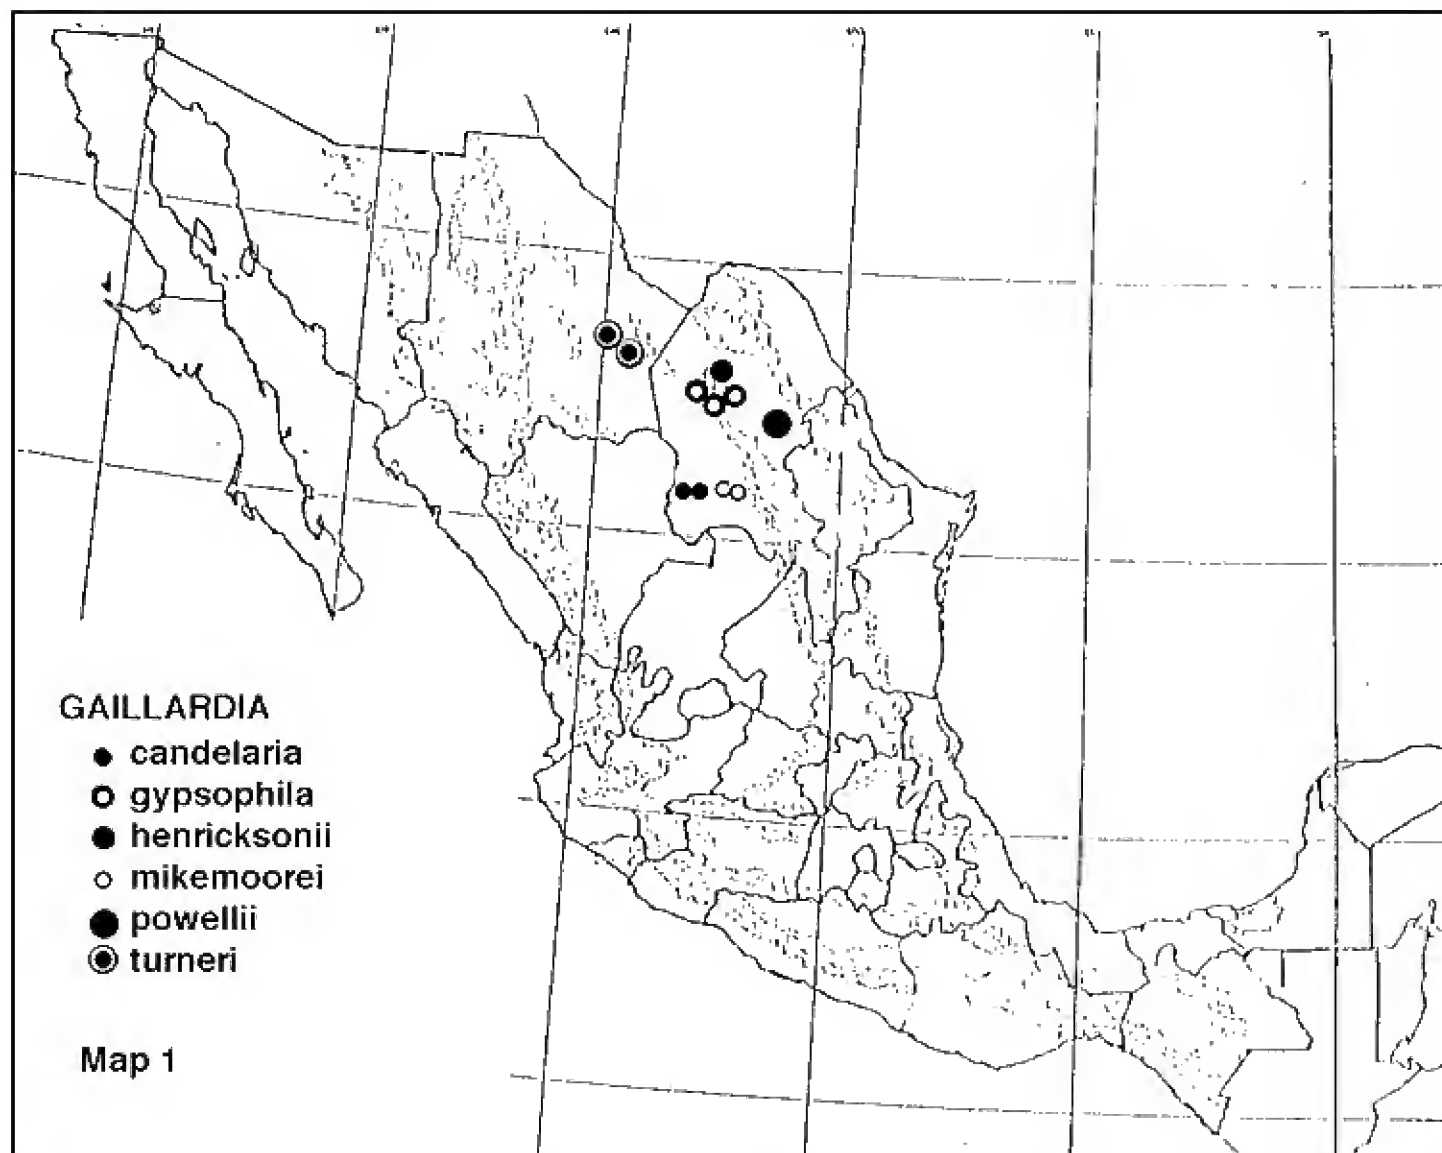 GAILLARDIA
candelaria
gypsophila
henricksonii
mikemoorei
powellii
turneri
Map 1